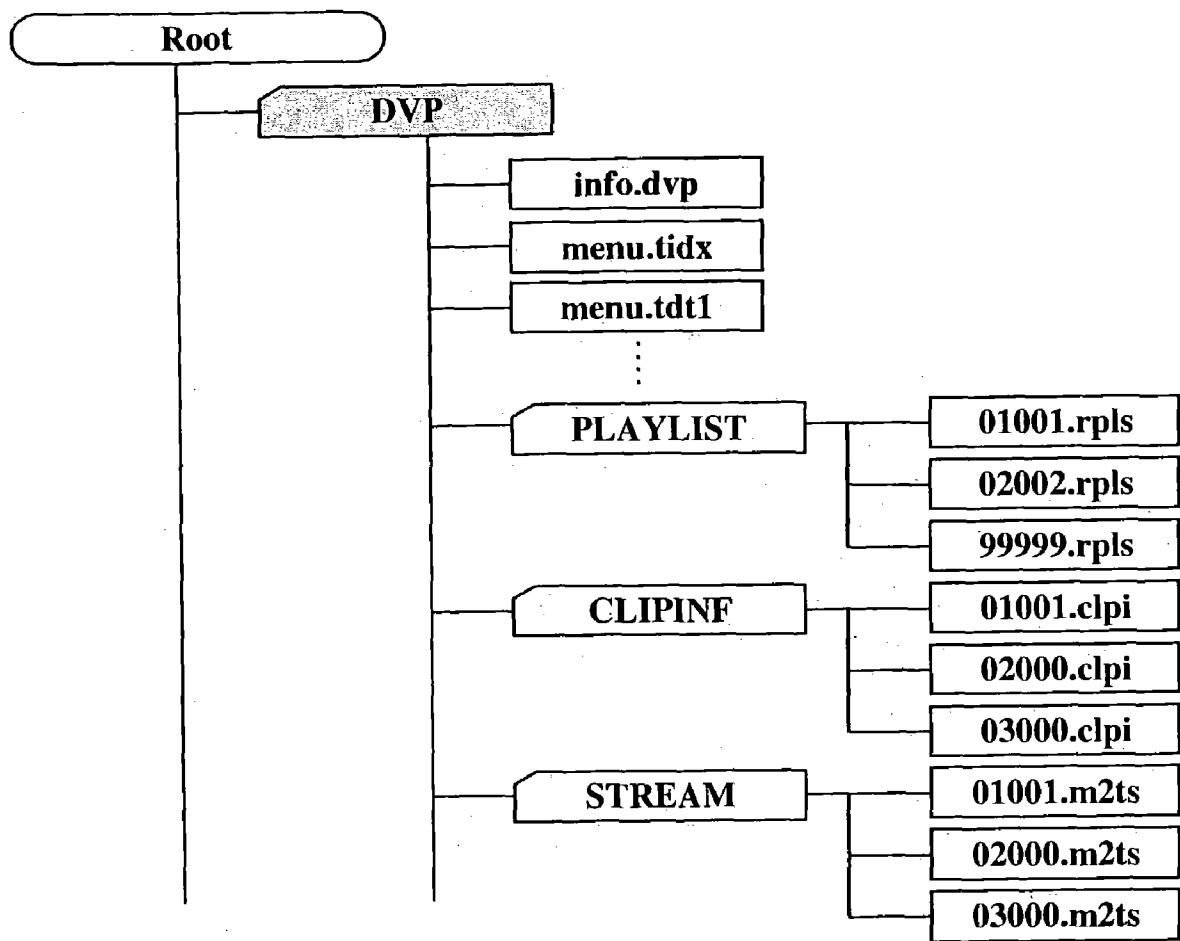 Root
DVP
info.dvp
menu.tidx
menu.tdt1
PLAYLIST
01001.rpls
02002.rpls
99999.rpls
CLIPINF
01001.clpi
02000.clpi
03000.clpi
STREAM
01001.m2ts
02000.m2ts
03000.m2ts